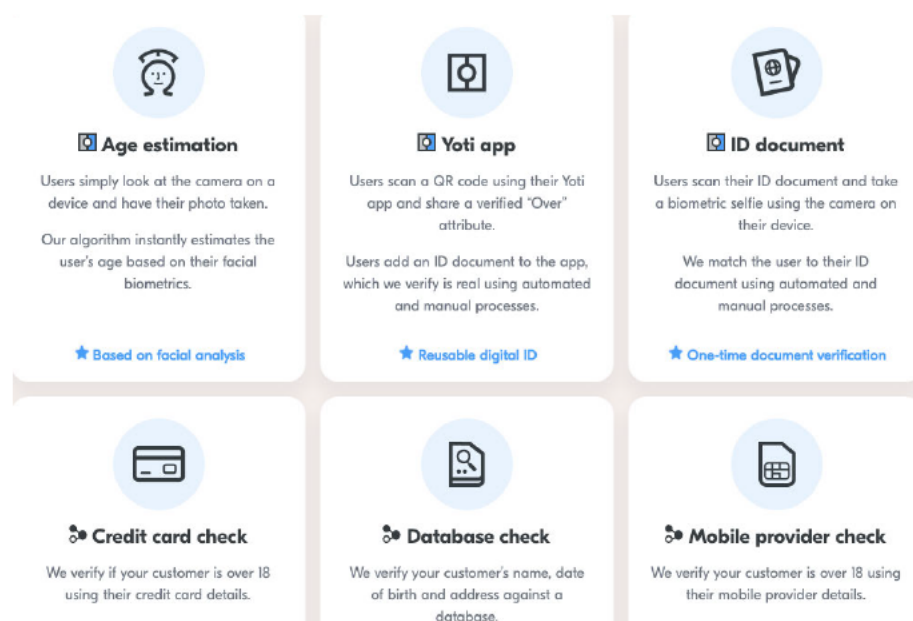 Age estimation
Users simply look at the camera on a
device and have their photo taken.
Our algorithm instantly estimates the
user's age based on their facial
biometrics.
Based on facial analysis
Yoti app
Users scan a QR code using their Yoti
app and share a verified "Over"
attribute.
Users add an ID document to the app,
which we verify is real using automated
and manual processes.
Reusable digital ID
ID document
Users scan their ID document and take
a biometric selfie using the camera on
their device.
We match the user to their ID
document using automated and
manual processes.
One-time document verification
Credit card check
We verify if your customer is over 18
using their credit card details.
Database check
We verify your customer's name, date
of birth and address against a
database.
Mobile provider check
We verify your customer is over 18 using
their mobile provider details.